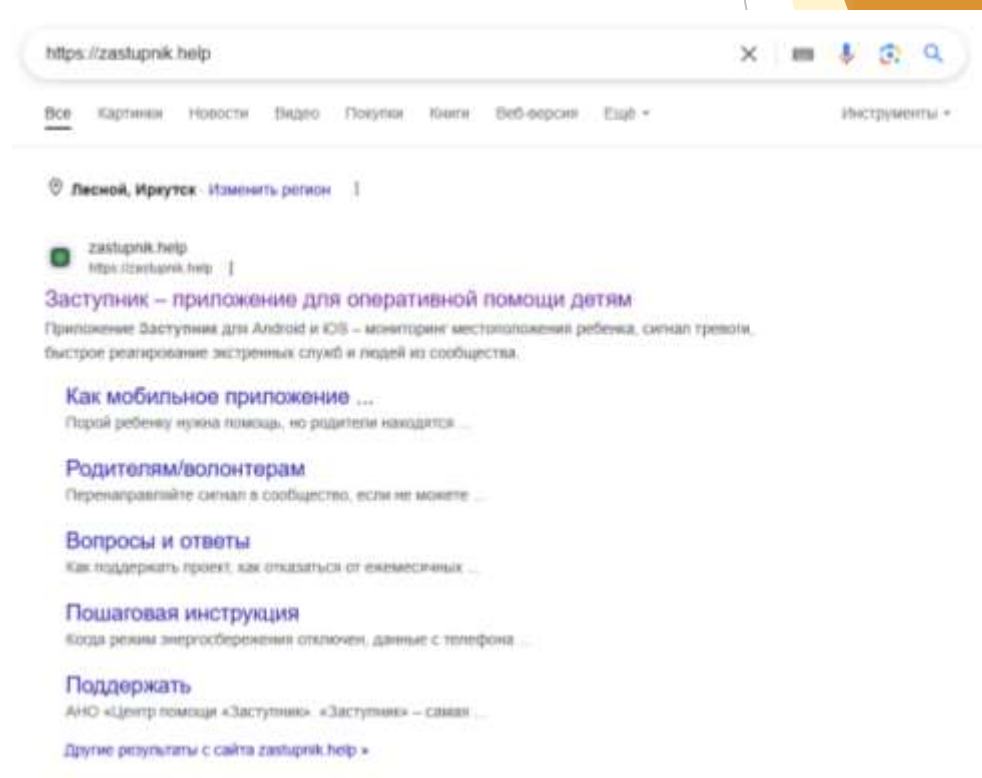 https://zastupnik.help
Все Картинки Новости Видео Покупки Книги Веб-версия Ещё Инструменты
Лесной, Иркутск · Изменить регион
zastupnik.help
https://zastupnik.help
Заступник – приложение для оперативной помощи детям
Приложение Заступник для Android и iOS – мониторинг местоположения ребенка, сигнал тревоги,
быстрое реагирование экстренных служб и людей из сообщества.
Как мобильное приложение ...
Порой ребенку нужна помощь, но родители находятся ...
Родителям/волонтерам
Перенаправляйте сигнал в сообщество, если не можете ...
Вопросы и ответы
Как поддержать проект, как отказаться от ежемесячных ...
Пошаговая инструкция
Когда режим энергосбережения отключен, данные с телефона ...
Поддержать
АНО «Центр помощи «Заступник». «Заступник» – самая ...
Другие результаты с сайта zastupnik.help »